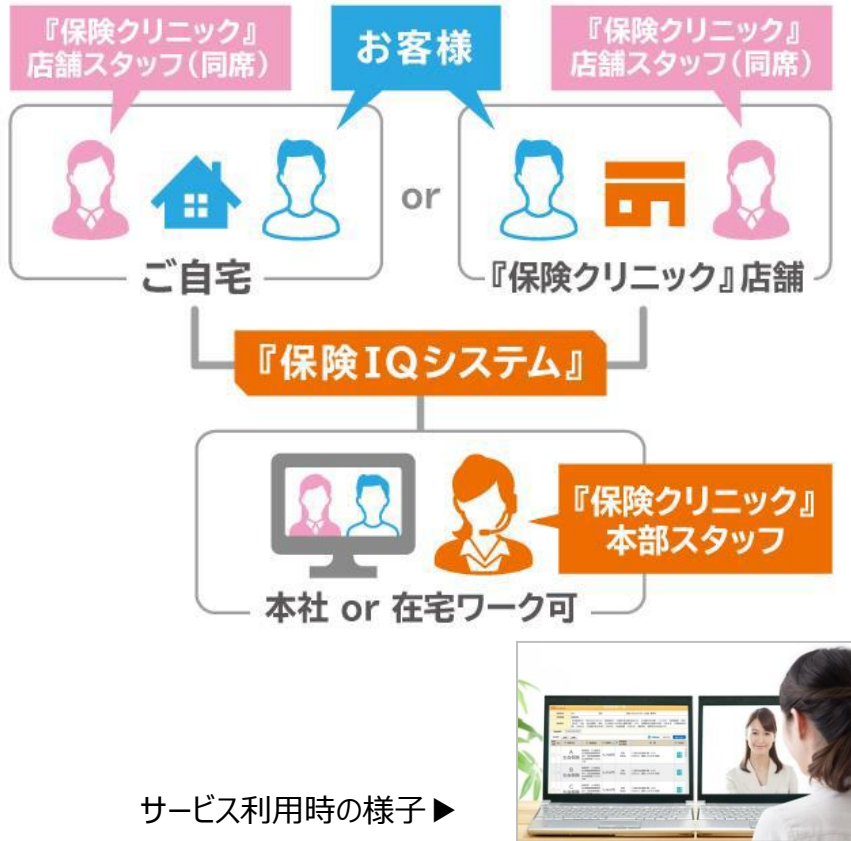 『保険クリニック』
店舗スタッフ(同席)
お客様
『保険クリニック』
店舗スタッフ(同席)
or
ご自宅
『保険クリニック』店舗
『保険IQシステム』
『保険クリニック』
本部スタッフ
本社 or 在宅ワーク可
サービス利用時の様子▶
A
B
C